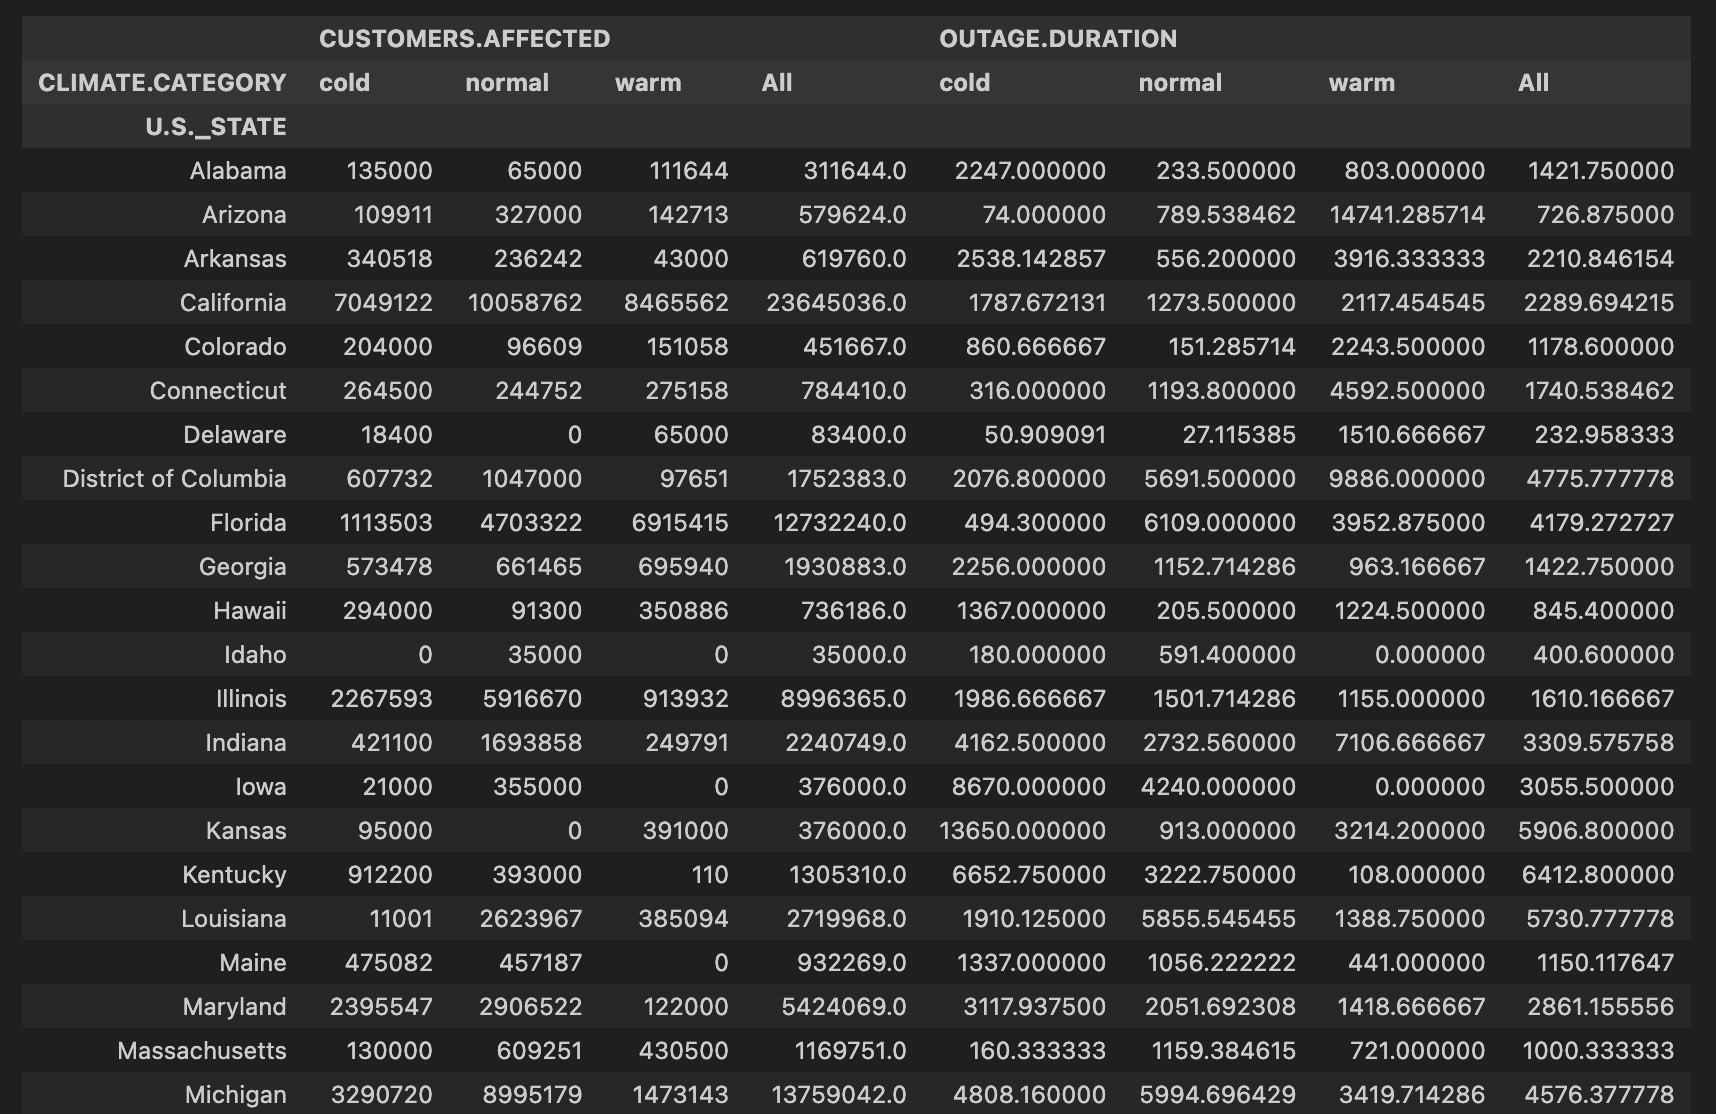 CUSTOMERS.AFFECTED OUTAGE.DURATION
CLIMATE.CATEGORY cold normal warm All cold normal warm All
U.S._STATE
Alabama 135000 65000 111644 311644.0 2247.000000 233.500000 803.000000 1421.750000
Arizona 109911 327000 142713 579624.0 74.000000 789.538462 14741.285714 726.875000
Arkansas 340518 236242 43000 619760.0 2538.142857 556.200000 3916.333333 2210.846154
California 7049122 10058762 8465562 23645036.0 1787.672131 1273.500000 2117.454545 2289.694215
Colorado 204000 96609 151058 451667.0 860.666667 151.285714 2243.500000 1178.600000
Connecticut 264500 244752 275158 784410.0 316.000000 1193.800000 4592.500000 1740.538462
Delaware 18400 0 65000 83400.0 50.909091 27.115385 1510.666667 232.958333
District of Columbia 607732 1047000 97651 1752383.0 2076.800000 5691.500000 9886.000000 4775.777778
Florida 1113503 4703322 6915415 12732240.0 494.300000 6109.000000 3952.875000 4179.272727
Georgia 573478 661465 695940 1930883.0 2256.000000 1152.714286 963.166667 1422.750000
Hawaii 294000 91300 350886 736186.0 1367.000000 205.500000 1224.500000 845.400000
Idaho 0 35000 0 35000.0 180.000000 591.400000 0.000000 400.600000
Illinois 2267593 5916670 913932 8996365.0 1986.666667 1501.714286 1155.000000 1610.166667
Indiana 421100 1693858 249791 2240749.0 4162.500000 2732.560000 7106.666667 3309.575758
Iowa 21000 355000 0 376000.0 8670.000000 4240.000000 0.000000 3055.500000
Kansas 95000 0 391000 376000.0 13650.000000 913.000000 3214.200000 5906.800000
Kentucky 912200 393000 110 1305310.0 6652.750000 3222.750000 108.000000 6412.800000
Louisiana 11001 2623967 385094 2719968.0 1910.125000 5855.545455 1388.750000 5730.777778
Maine 475082 457187 0 932269.0 1337.000000 1056.222222 441.000000 1150.117647
Maryland 2395547 2906522 122000 5424069.0 3117.937500 2051.692308 1418.666667 2861.155556
Massachusetts 130000 609251 430500 1169751.0 160.333333 1159.384615 721.000000 1000.333333
Michigan 3290720 8995179 1473143 13759042.0 4808.160000 5994.696429 3419.714286 4576.377778